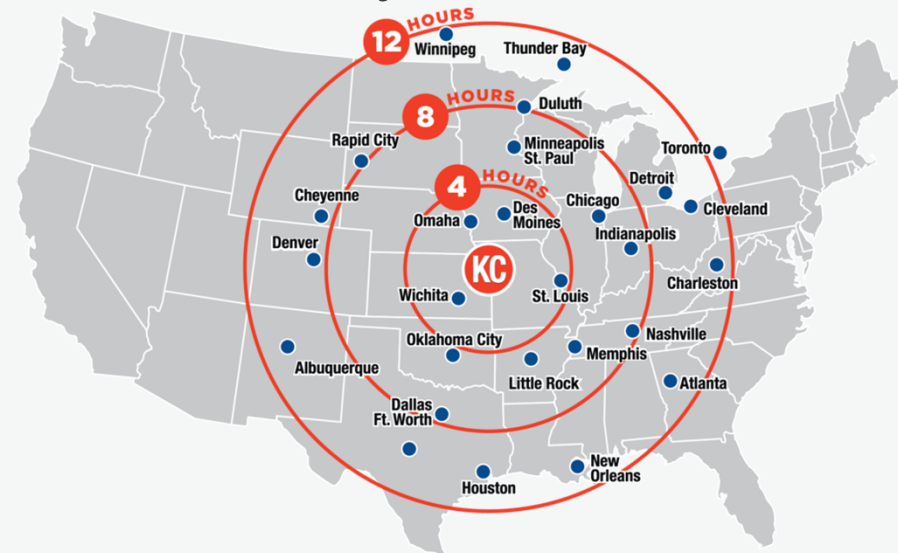 12 HOURS
Winnipeg
Thunder Bay
8 HOURS
Duluth
Rapid City
Minneapolis
St. Paul
Toronto
4 HOURS
Detroit
Cheyenne
Chicago
Cleveland
Omaha
Des
Moines
Indianapolis
Denver
KC
Charleston
Wichita
St. Louis
Oklahoma City
Nashville
Memphis
Albuquerque
Little Rock
Atlanta
Dallas
Ft. Worth
New
Orleans
Houston